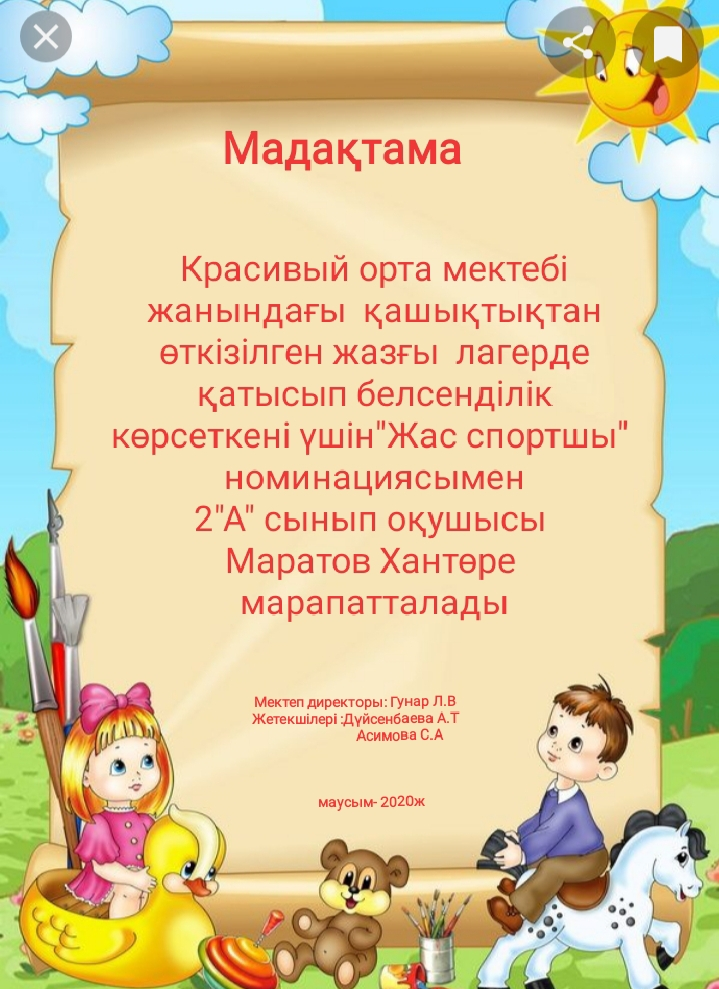 Мадақтама
Красивый орта мектебі
жанындағы қашықтықтан
өткізілген жазғы лагерде
қатысып белсенділік
көрсеткені үшін"Жас спортшы"
номинациясымен
2"А" сынып оқушысы
Маратов Хантөре
марапатталады
Мектеп директоры: Гунар Л.В
Жетекшілері :Дүйсенбаева А.Т
Асимова С.А
маусым- 2020ж